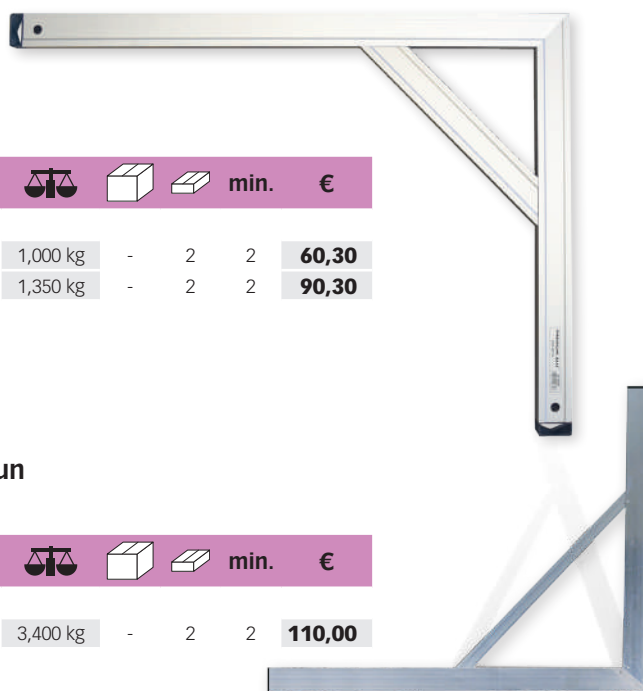 min. €
1,000 kg - 2 2 60,30
1,350 kg - 2 2 90,30
un
min. €
3,400 kg - 2 2 110,00